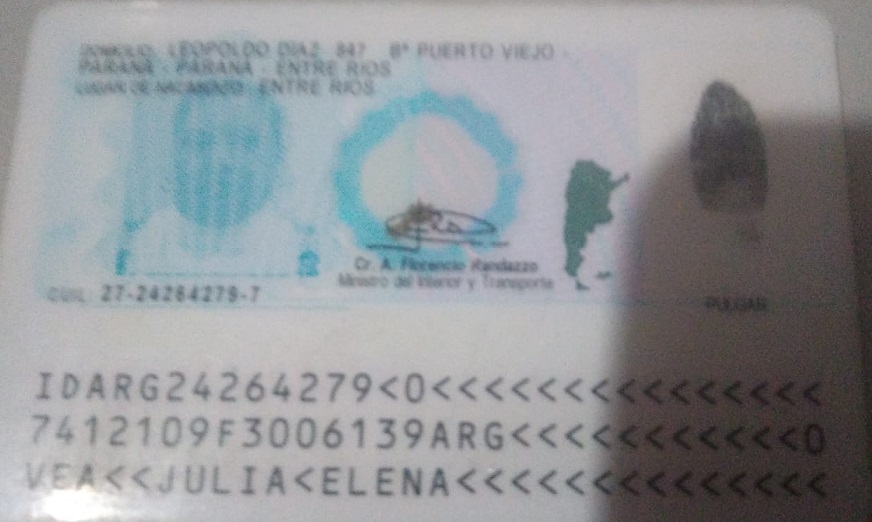 DOMICILIO: LEOPOLDO DIAZ 847 Bº PUERTO VIEJO -
PARANÁ - PARANÁ - ENTRE RIOS
LUGAR DE NACIMIENTO: ENTRE RIOS
Cr. A. Florencio Randazzo
Ministro del Interior y Transporte
CUIL: 27-24264279-7
PULGAR
IDARG24264279<0<<<<<<<<<<<<<<<
7412109F3006139ARG<<<<<<<<<<<0
VEA<<JULIA<ELENA<<<<<<<<<<<<<<